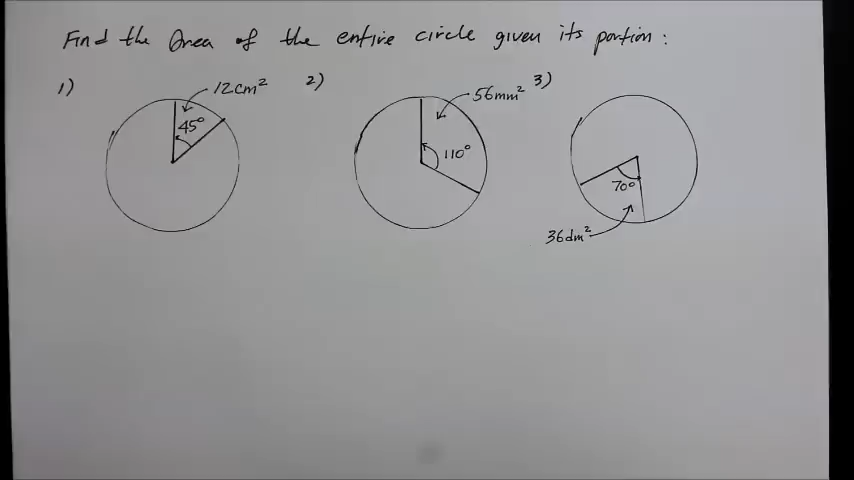 Find the Area of the entire circle given its portion :
1) 12cm² 45°
2) 56mm² 110°
3) 70° 36dm²